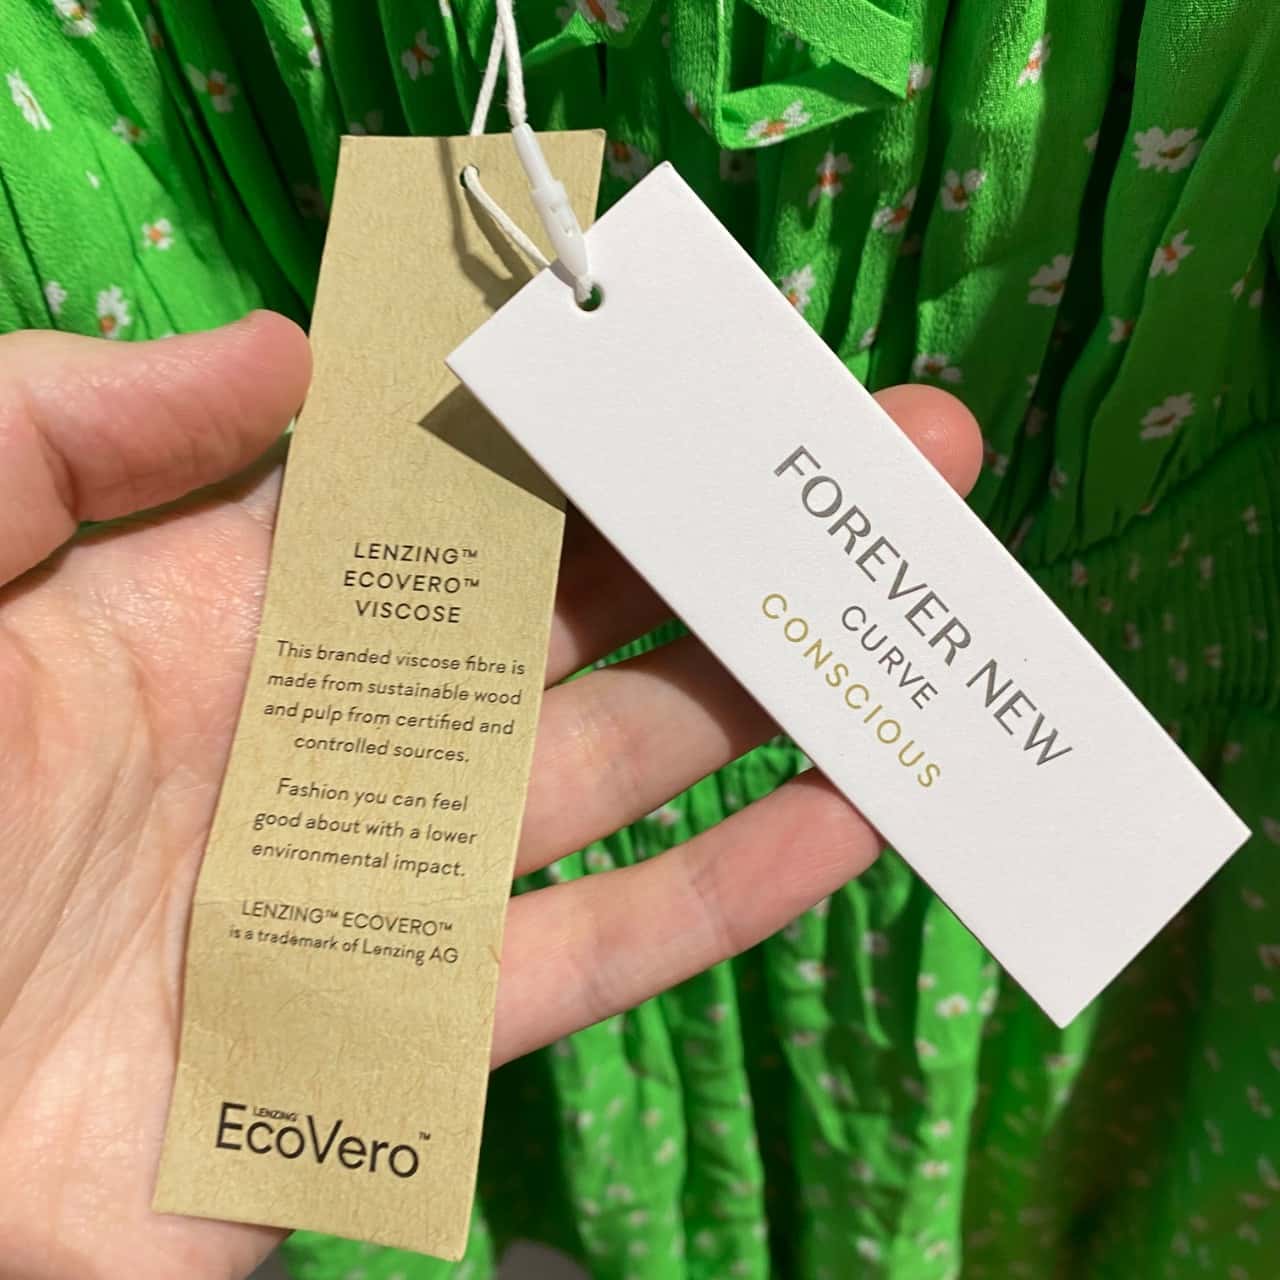 LENZING™
ECOVERO™
VISCOSE
This branded viscose fibre is
made from sustainable wood
and pulp from certified and
controlled sources.
Fashion you can feel
good about with a lower
environmental impact.
LENZING™ ECOVERO™
is a trademark of Lenzing AG
LENZING
EcoVero™
FOREVER NEW
CURVE
CONSCIOUS